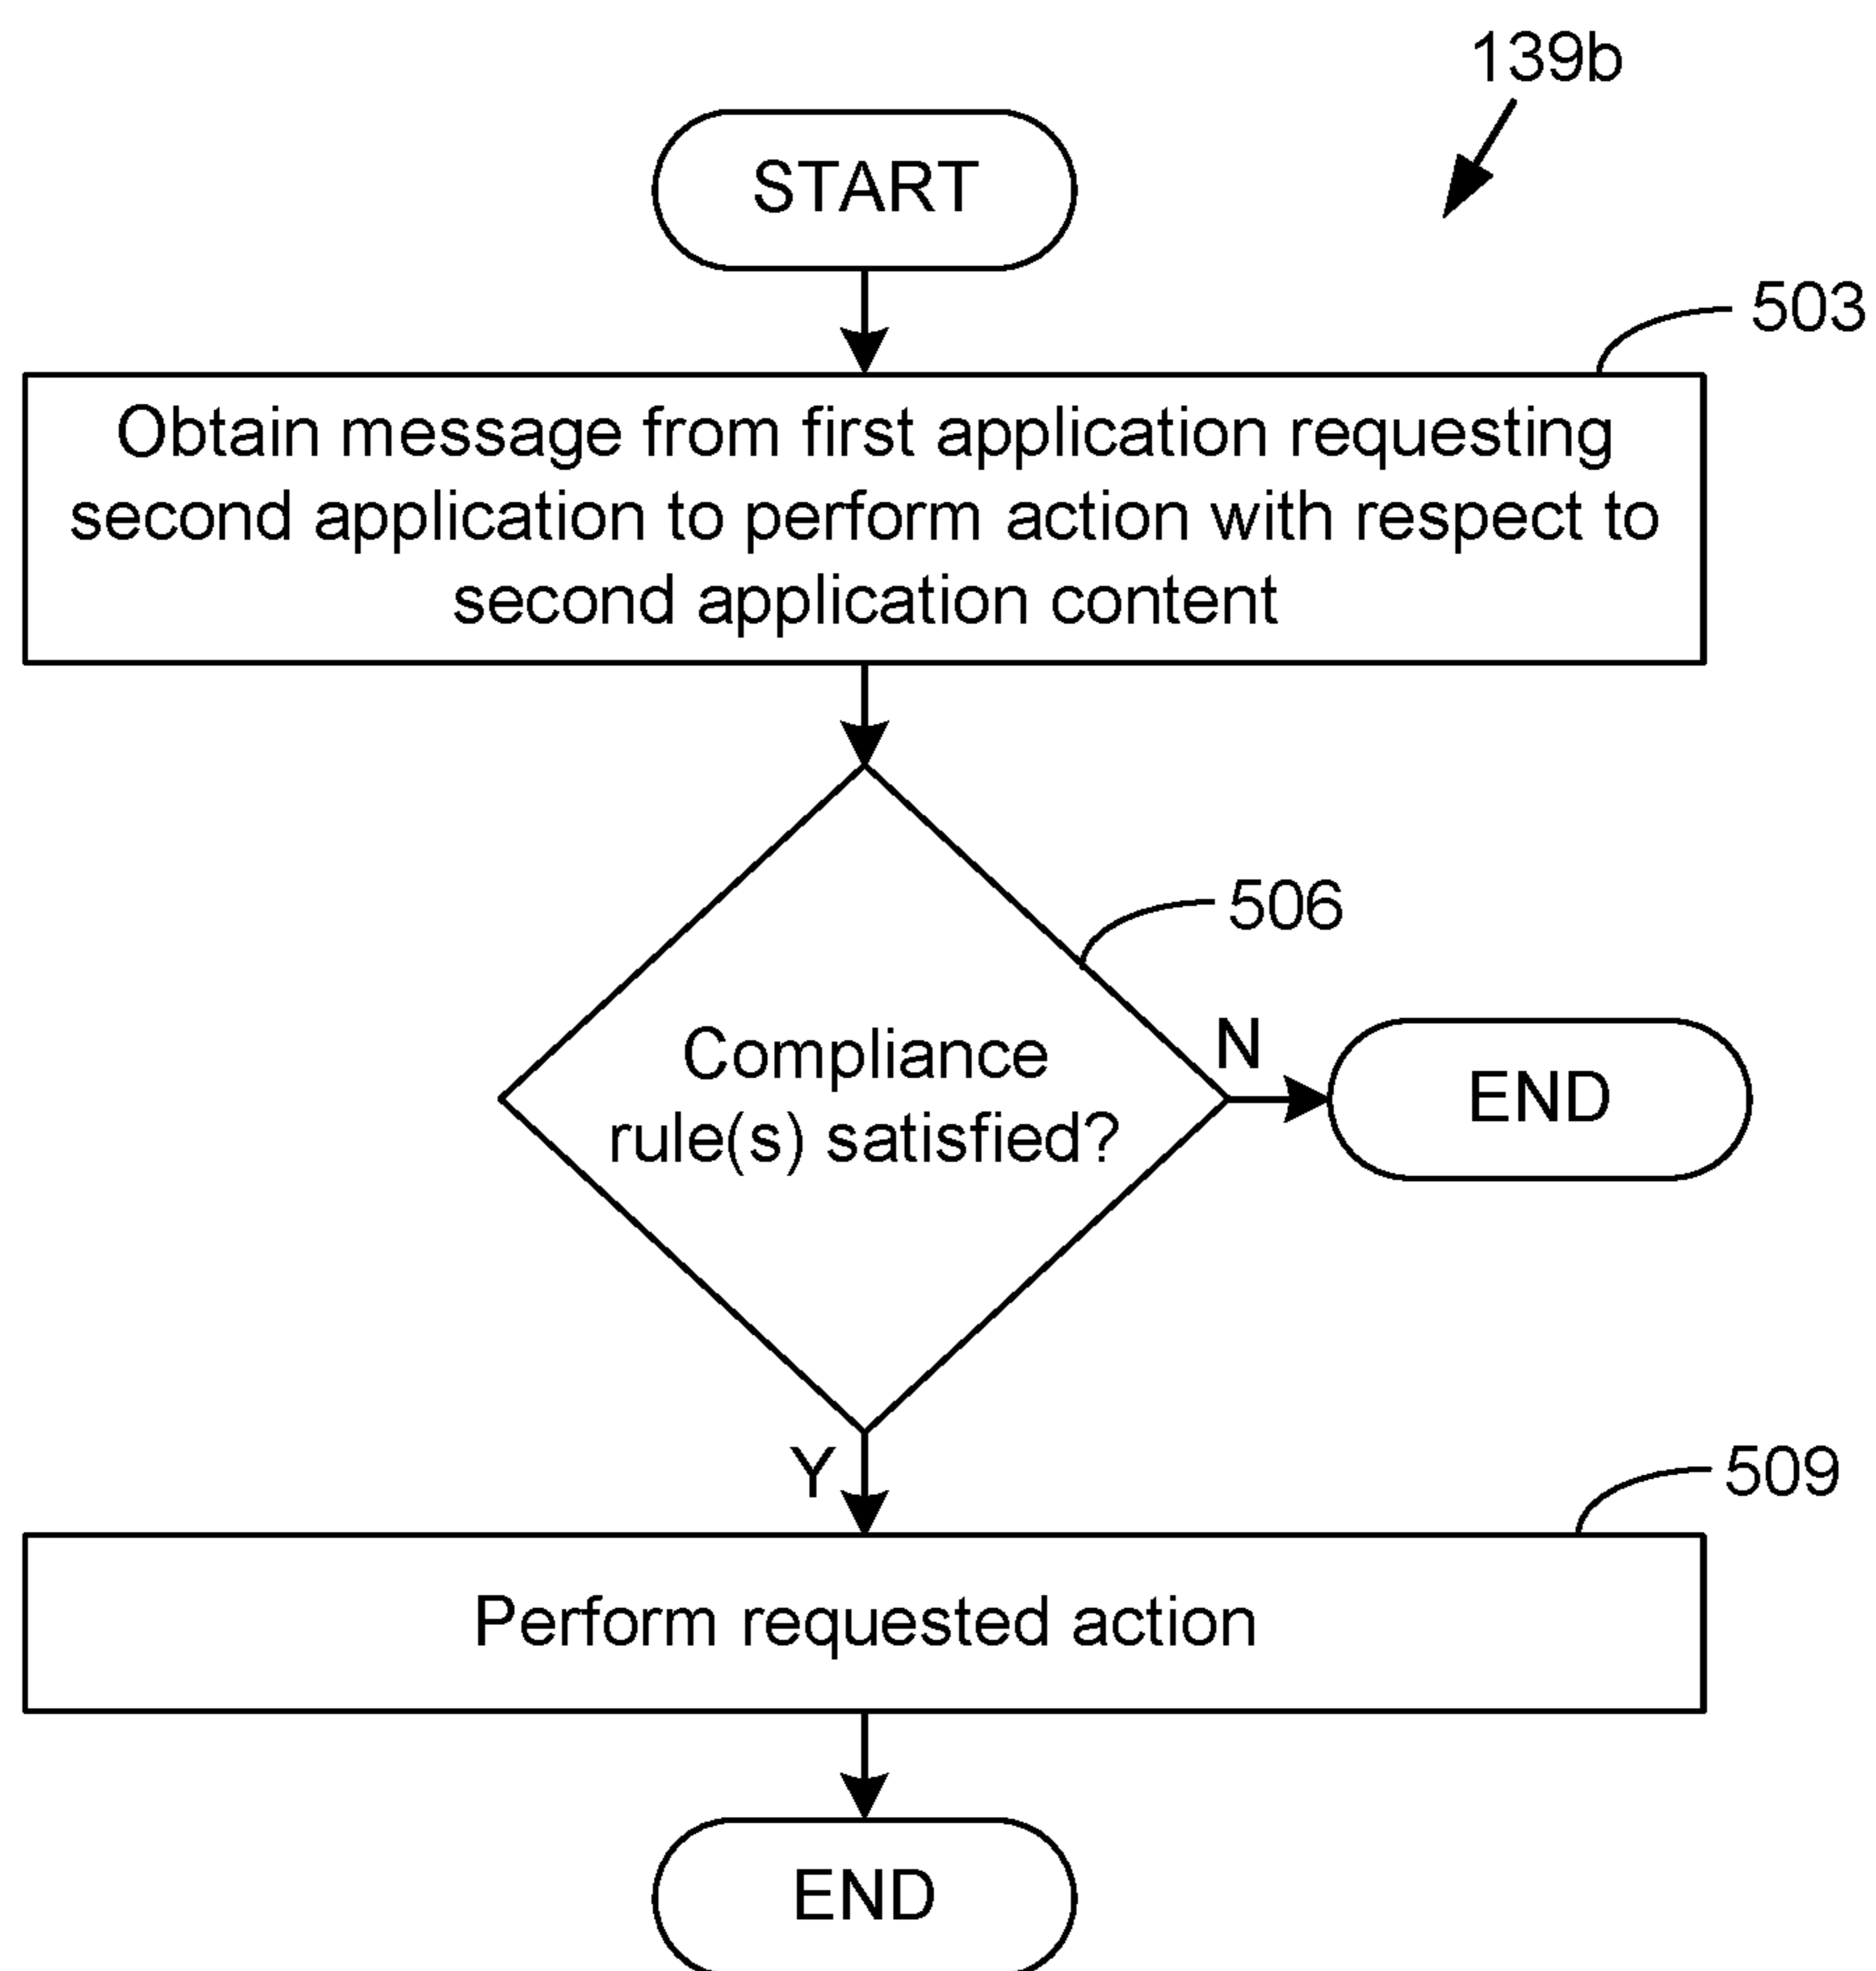 139b
START
503
Obtain message from first application requesting
second application to perform action with respect to
second application content
506
Compliance
rule(s) satisfied?
N
END
Y
509
Perform requested action
END